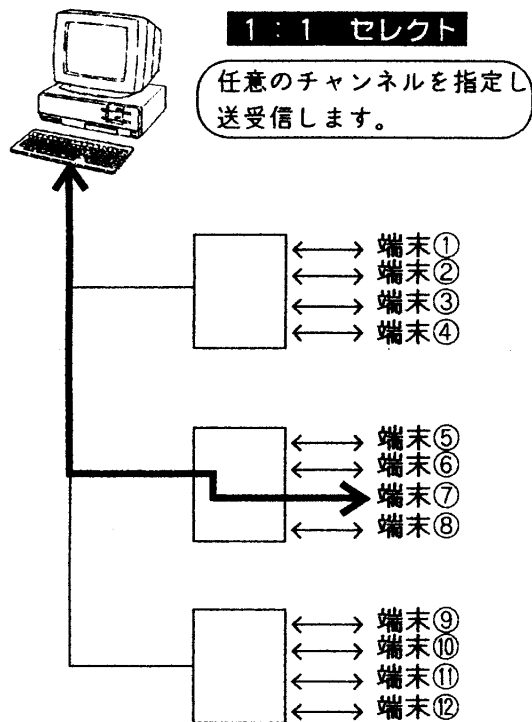 1:1 セレクト
任意のチャンネルを指定し
送受信します。
端末①
端末②
端末③
端末④
端末⑤
端末⑥
端末⑦
端末⑧
端末⑨
端末⑩
端末⑪
端末⑫